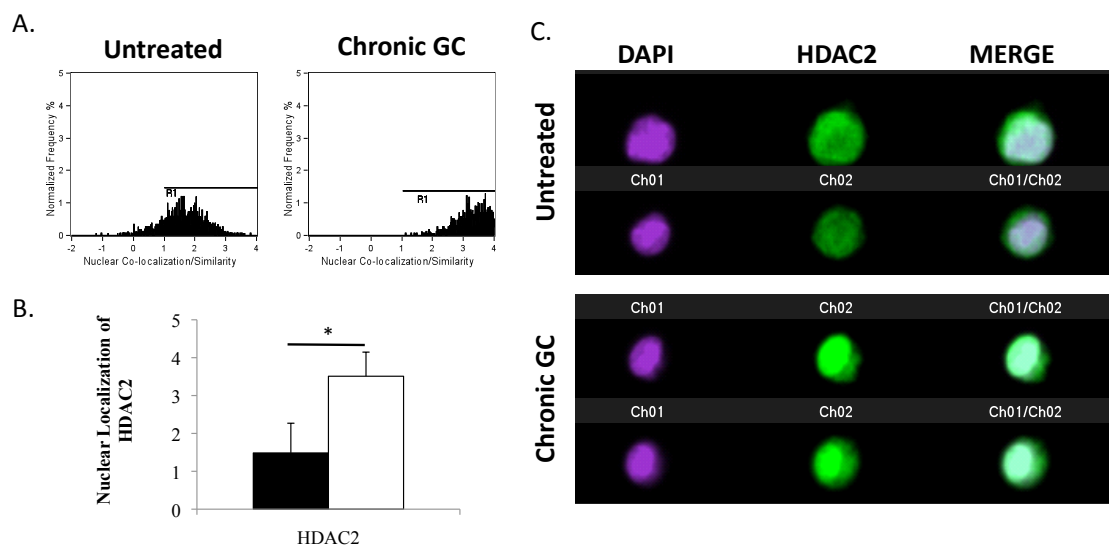 A.
Untreated
Chronic GC
Normalized Frequency %
5
4
3
2
1
0
R1
-2 -1 0 1 2 3 4
Nuclear Co-localization/Similarity
Normalized Frequency %
5
4
3
2
1
0
R1
-2 -1 0 1 2 3 4
Nuclear Co-localization/Similarity
B.
Nuclear Localization of
HDAC2
5
4
3
2
1
0
*
HDAC2
C.
DAPI HDAC2 MERGE
Untreated
Ch01 Ch02 Ch01/Ch02
Chronic GC
Ch01 Ch02 Ch01/Ch02
Ch01 Ch02 Ch01/Ch02